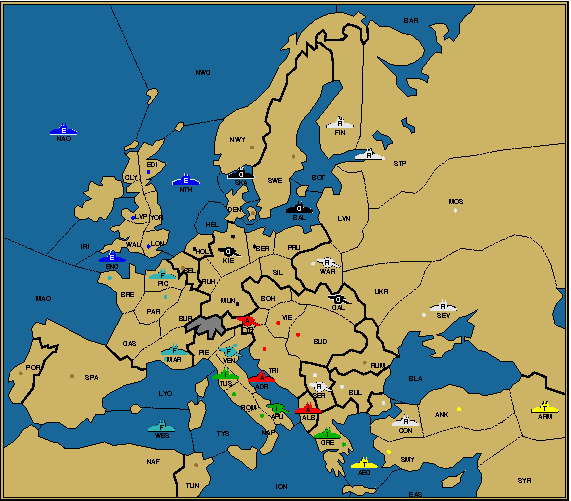 BAR
NWG
E
NAO
R
FIN
NWY
R
STP
EDI
CLY
E
NTH
G
SKA
SWE
BOT
MOS
DEN
G
BAL
LVP
YOR
LVN
HEL
WAL
LON
IRI
HOL
G
KIE
BER
PRU
E
ENG
BEL
R
WAR
F
PIC
RUH
SIL
UKR
MAO
BRE
MUN
BOH
G
GAL
PAR
R
SEV
BUR
VIE
GAS
BUD
F
MAR
PIE
F
VEN
RUM
POR
SPA
TRI
BLA
TUS
A
ADR
R
SER
BUL
LYO
ROM
I
APU
A
ALB
ANK
T
ARM
F
WES
TYS
NAP
GRE
R
CON
NAF
T
AEG
SMY
TUN
ION
EAS
SYR